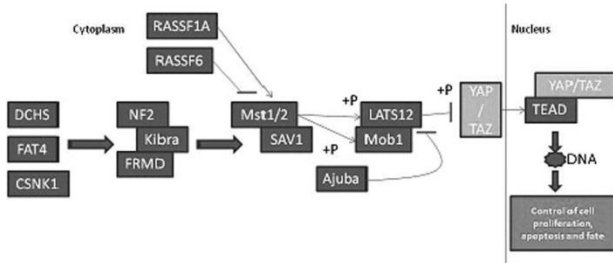 Cytoplasm
Nucleus
RASSF1A
RASSF6
DCHS
FAT4
CSNK1
NF2
Kibra
FRMD
Mst1/2
SAV1
+P
+P
LATS12
Mob1
Ajuba
+P
YAP
/
TAZ
YAP/TAZ
TEAD
DNA
Control of cell
proliferation,
apoptosis and fate